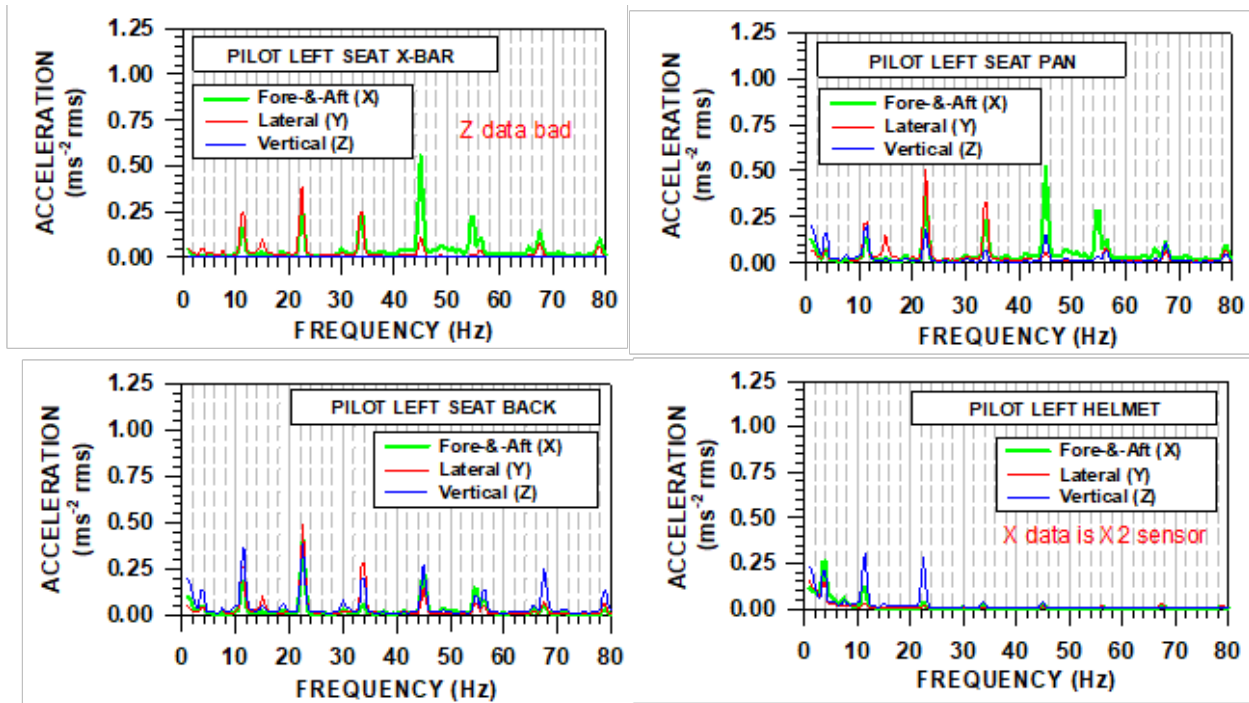 PILOT LEFT SEAT X-BAR
Fore-&-Aft (X)
Lateral (Y)
Vertical (Z)
Z data bad
ACCELERATION
(ms-2 rms)
1.25
1.00
0.75
0.50
0.25
0.00
0 10 20 30 40 50 60 70 80
FREQUENCY (Hz)
PILOT LEFT SEAT PAN
Fore-&-Aft (X)
Lateral (Y)
Vertical (Z)
ACCELERATION
(ms-2 rms)
1.25
1.00
0.75
0.50
0.25
0.00
0 10 20 30 40 50 60 70 80
FREQUENCY (Hz)
PILOT LEFT SEAT BACK
Fore-&-Aft (X)
Lateral (Y)
Vertical (Z)
ACCELERATION
(ms-2 rms)
1.25
1.00
0.75
0.50
0.25
0.00
0 10 20 30 40 50 60 70 80
FREQUENCY (Hz)
PILOT LEFT HELMET
Fore-&-Aft (X)
Lateral (Y)
Vertical (Z)
X data is X2 sensor
ACCELERATION
(ms-2 rms)
1.25
1.00
0.75
0.50
0.25
0.00
0 10 20 30 40 50 60 70 80
FREQUENCY (Hz)